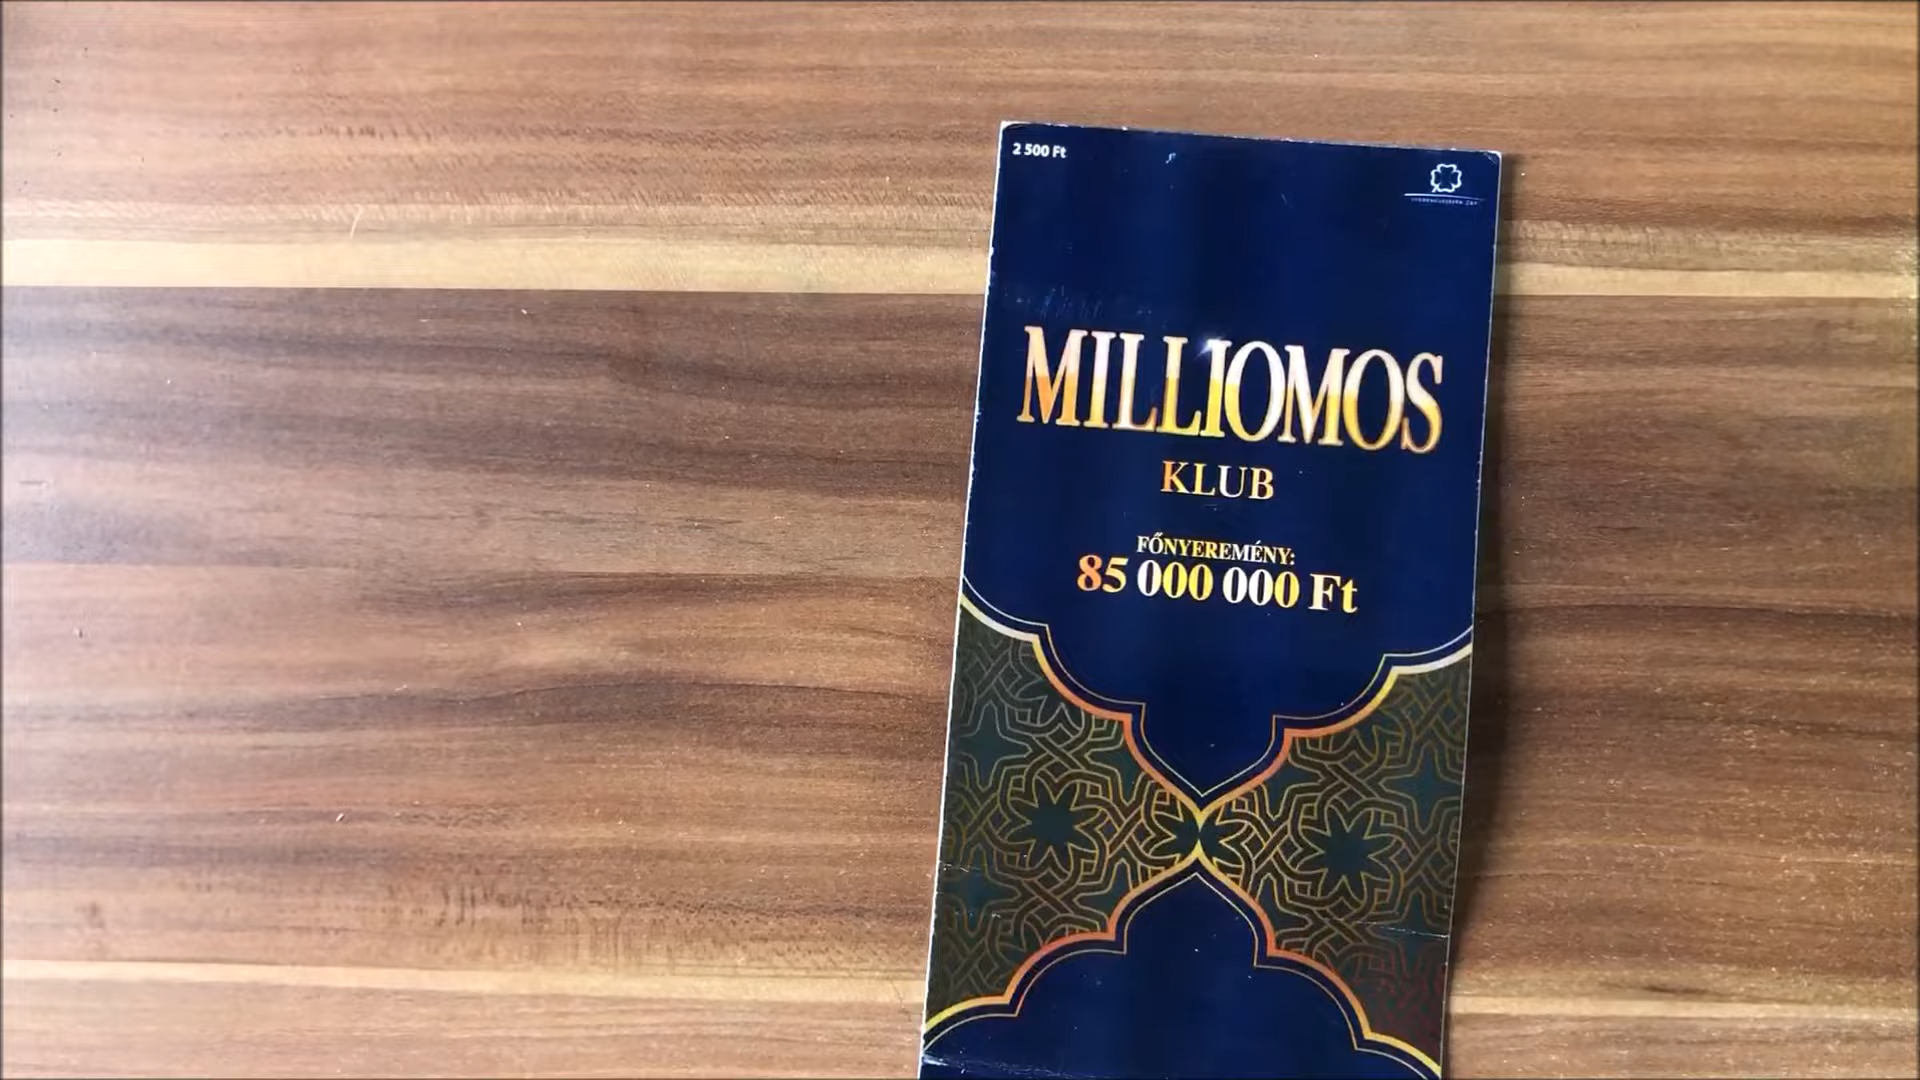 2 500 Ft
MILLIOMOS
KLUB
FŐNYEREMÉNY:
85 000 000 Ft